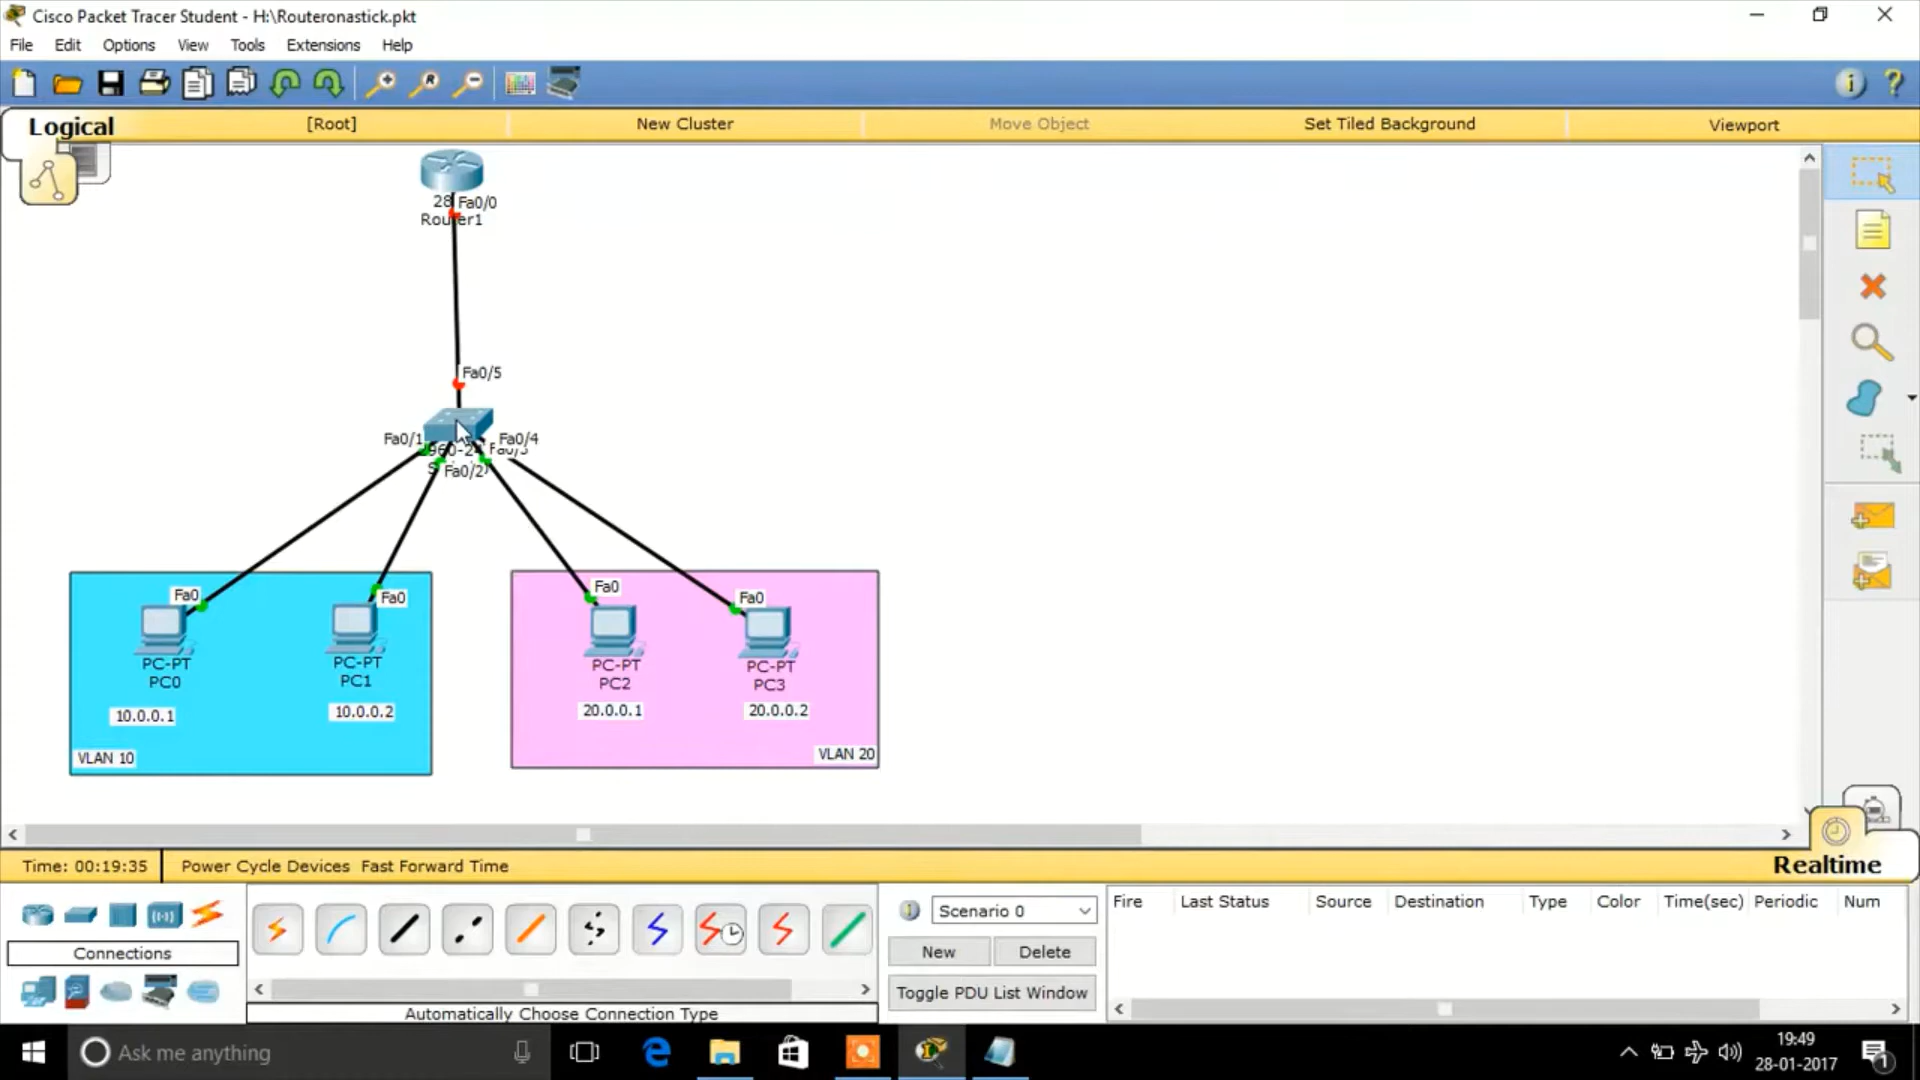 Cisco Packet Tracer Student - H:\Routeronastick.pkt
File Edit Options View Tools Extensions Help
Logical [Root] New Cluster Move Object Set Tiled Background Viewport
28 Fa0/0
Router1
Fa0/5
Fa0/1 Fa0/4
Fa0/2
Fa0 Fa0 Fa0 Fa0
PC-PT PC-PT PC-PT PC-PT
PC0 PC1 PC2 PC3
10.0.0.1 10.0.0.2 20.0.0.1 20.0.0.2
VLAN 10 VLAN 20
Time: 00:19:35 Power Cycle Devices Fast Forward Time Realtime
Scenario 0
Fire Last Status Source Destination Type Color Time(sec) Periodic Num
Connections
New Delete
Toggle PDU List Window
Automatically Choose Connection Type
Ask me anything
19:49
28-01-2017
1